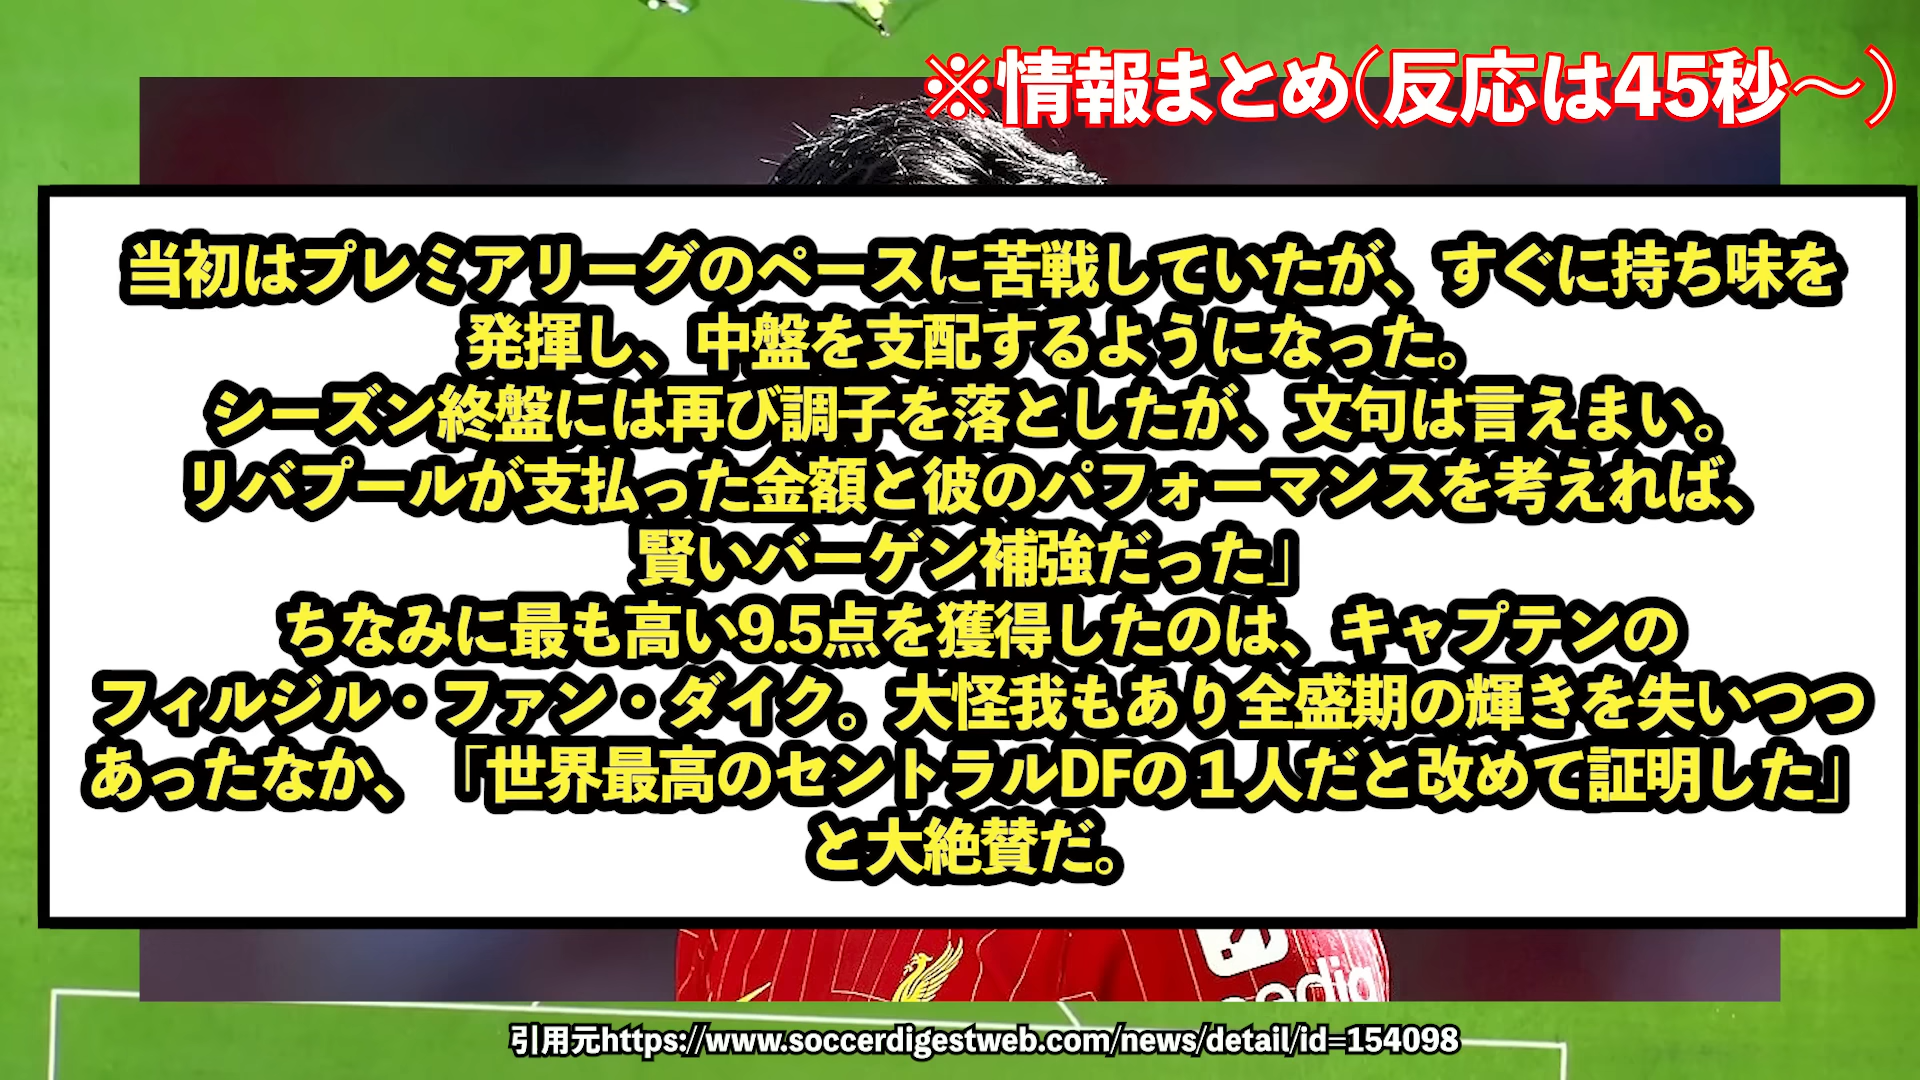 ※情報まとめ(反応は45秒～)
当初はプレミアリーグのペースに苦戦していたが、すぐに持ち味を
発揮し、中盤を支配するようになった。
シーズン終盤には再び調子を落としたが、文句は言えまい。
リバプールが支払った金額と彼のパフォーマンスを考えれば、
賢いバーゲン補強だった」
ちなみに最も高い9.5点を獲得したのは、キャプテンの
フィルジル・ファン・ダイク。大怪我もあり全盛期の輝きを失いつつ
あったなか、「世界最高のセントラルDFの１人だと改めて証明した」
と大絶賛だ。
引用元https://www.soccerdigestweb.com/news/detail/id=154098